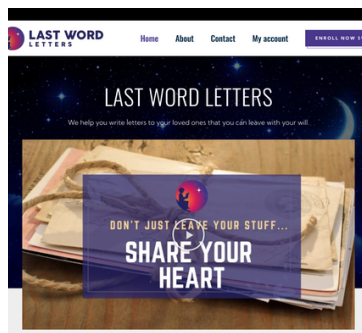 LAST WORD
LETTERS
Home About Contact My account ENROLL NOW
LAST WORD LETTERS
We help you write letters to your loved ones that you can leave with your will.
DON'T JUST LEAVE YOUR STUFF...
SHARE YOUR
HEART